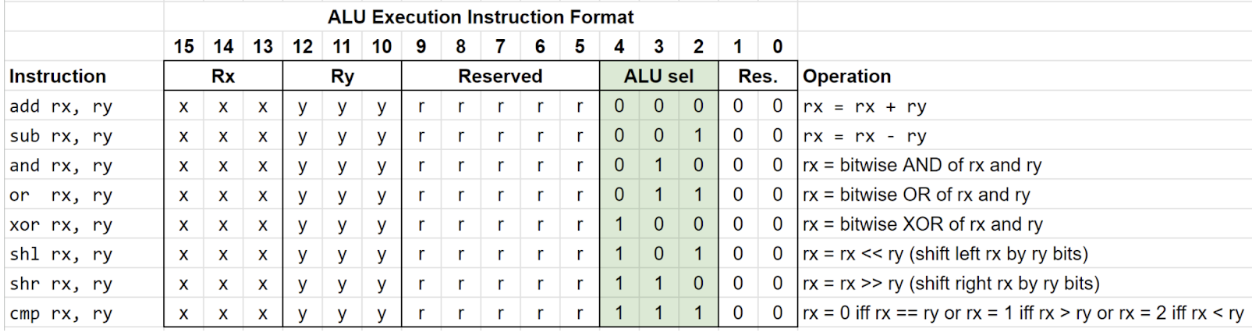 ALU Execution Instruction Format
15 14 13 12 11 10 9 8 7 6 5 4 3 2 1 0
Instruction Rx Ry Reserved ALU sel Res. Operation
add rx, ry x x x y y y r r r r r 0 0 0 0 0 rx = rx + ry
sub rx, ry x x x y y y r r r r r 0 0 1 0 0 rx = rx - ry
and rx, ry x x x y y y r r r r r 0 1 0 0 0 rx = bitwise AND of rx and ry
or rx, ry x x x y y y r r r r r 0 1 1 0 0 rx = bitwise OR of rx and ry
xor rx, ry x x x y y y r r r r r 1 0 0 0 0 rx = bitwise XOR of rx and ry
shl rx, ry x x x y y y r r r r r 1 0 1 0 0 rx = rx << ry (shift left rx by ry bits)
shr rx, ry x x x y y y r r r r r 1 1 0 0 0 rx = rx >> ry (shift right rx by ry bits)
cmp rx, ry x x x y y y r r r r r 1 1 1 0 0 rx = 0 iff rx == ry or rx = 1 iff rx > ry or rx = 2 iff rx < ry